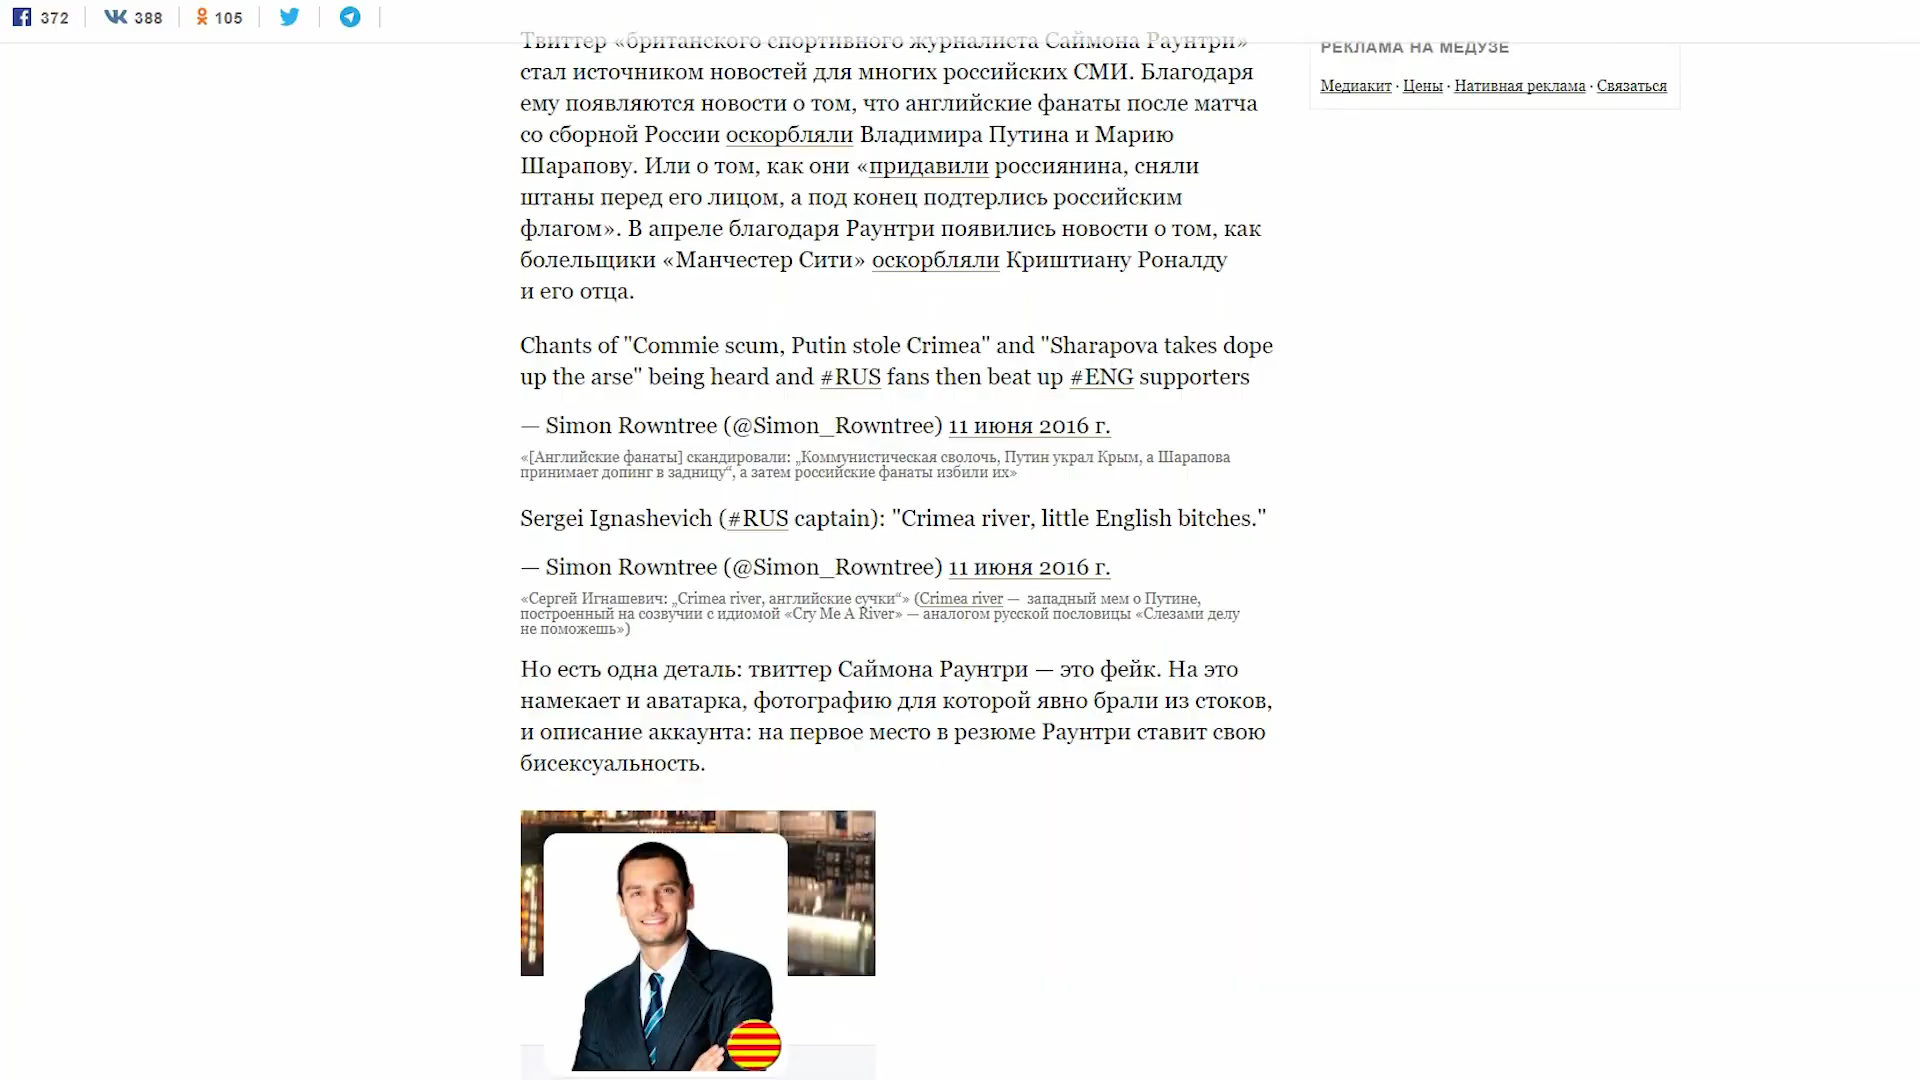 372
388
105
Твиттер «британского спортивного журналиста Саймона Раунтри»
стал источником новостей для многих российских СМИ. Благодаря
ему появляются новости о том, что английские фанаты после матча
со сборной России оскорбляли Владимира Путина и Марию
Шарапову. Или о том, как они «придавили россиянина, сняли
штаны перед его лицом, а под конец подтерлись российским
флагом». В апреле благодаря Раунтри появились новости о том, как
болельщики «Манчестер Сити» оскорбляли Криштиану Роналду
и его отца.
Chants of "Commie scum, Putin stole Crimea" and "Sharapova takes dope
up the arse" being heard and #RUS fans then beat up #ENG supporters
— Simon Rowntree (@Simon_Rowntree) 11 июня 2016 г.
«[Английские фанаты] скандировали: „Коммунистическая сволочь, Путин украл Крым, а Шарапова
принимает допинг в задницу“, а затем российские фанаты избили их»
Sergei Ignashevich (#RUS captain): "Crimea river, little English bitches."
— Simon Rowntree (@Simon_Rowntree) 11 июня 2016 г.
«Сергей Игнашевич: „Crimea river, английские сучки“» (Crimea river — западный мем о Путине,
построенный на созвучии с идиомой «Cry Me A River» — аналогом русской пословицы «Слезами делу
не поможешь»)
Но есть одна деталь: твиттер Саймона Раунтри — это фейк. На это
намекает и аватарка, фотографию для которой явно брали из стоков,
и описание аккаунта: на первое место в резюме Раунтри ставит свою
бисексуальность.
РЕКЛАМА НА МЕДУЗЕ
Медиакит · Цены · Нативная реклама · Связаться